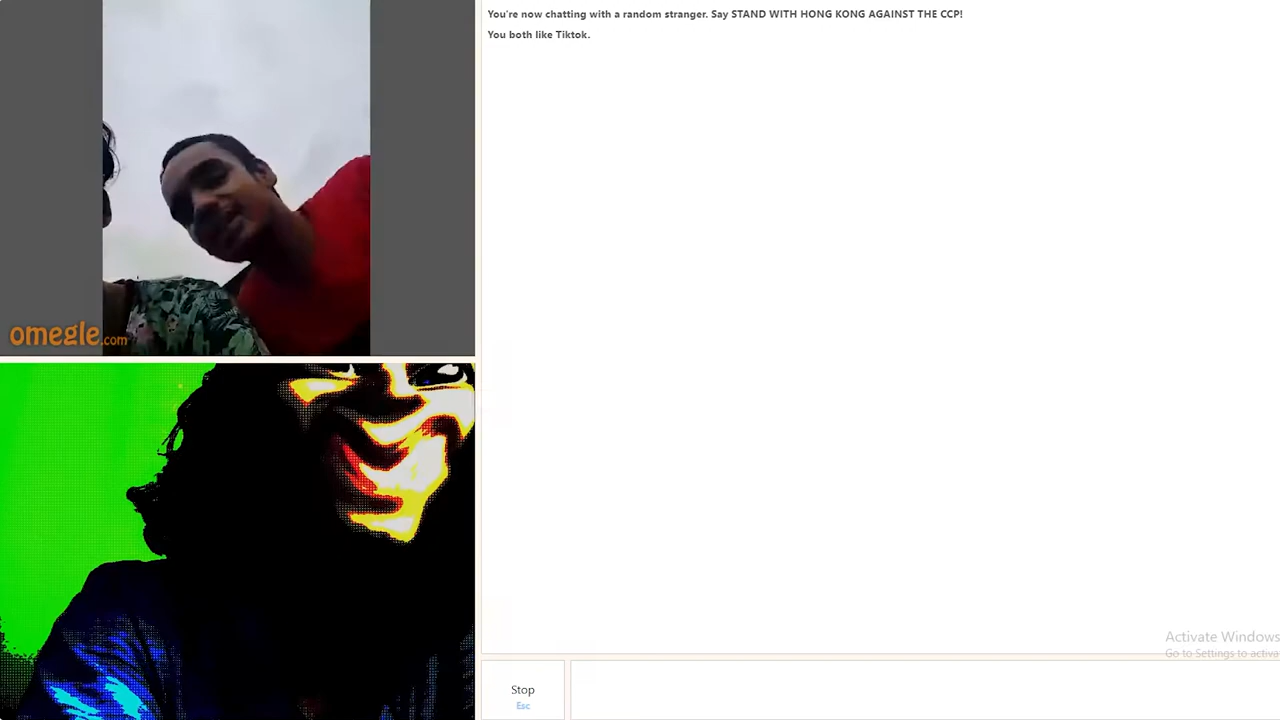 You're now chatting with a random stranger. Say STAND WITH HONG KONG AGAINST THE CCP!
You both like Tiktok.
omegle.com
Activate Windows
Go to Settings to activa
Stop
Esc